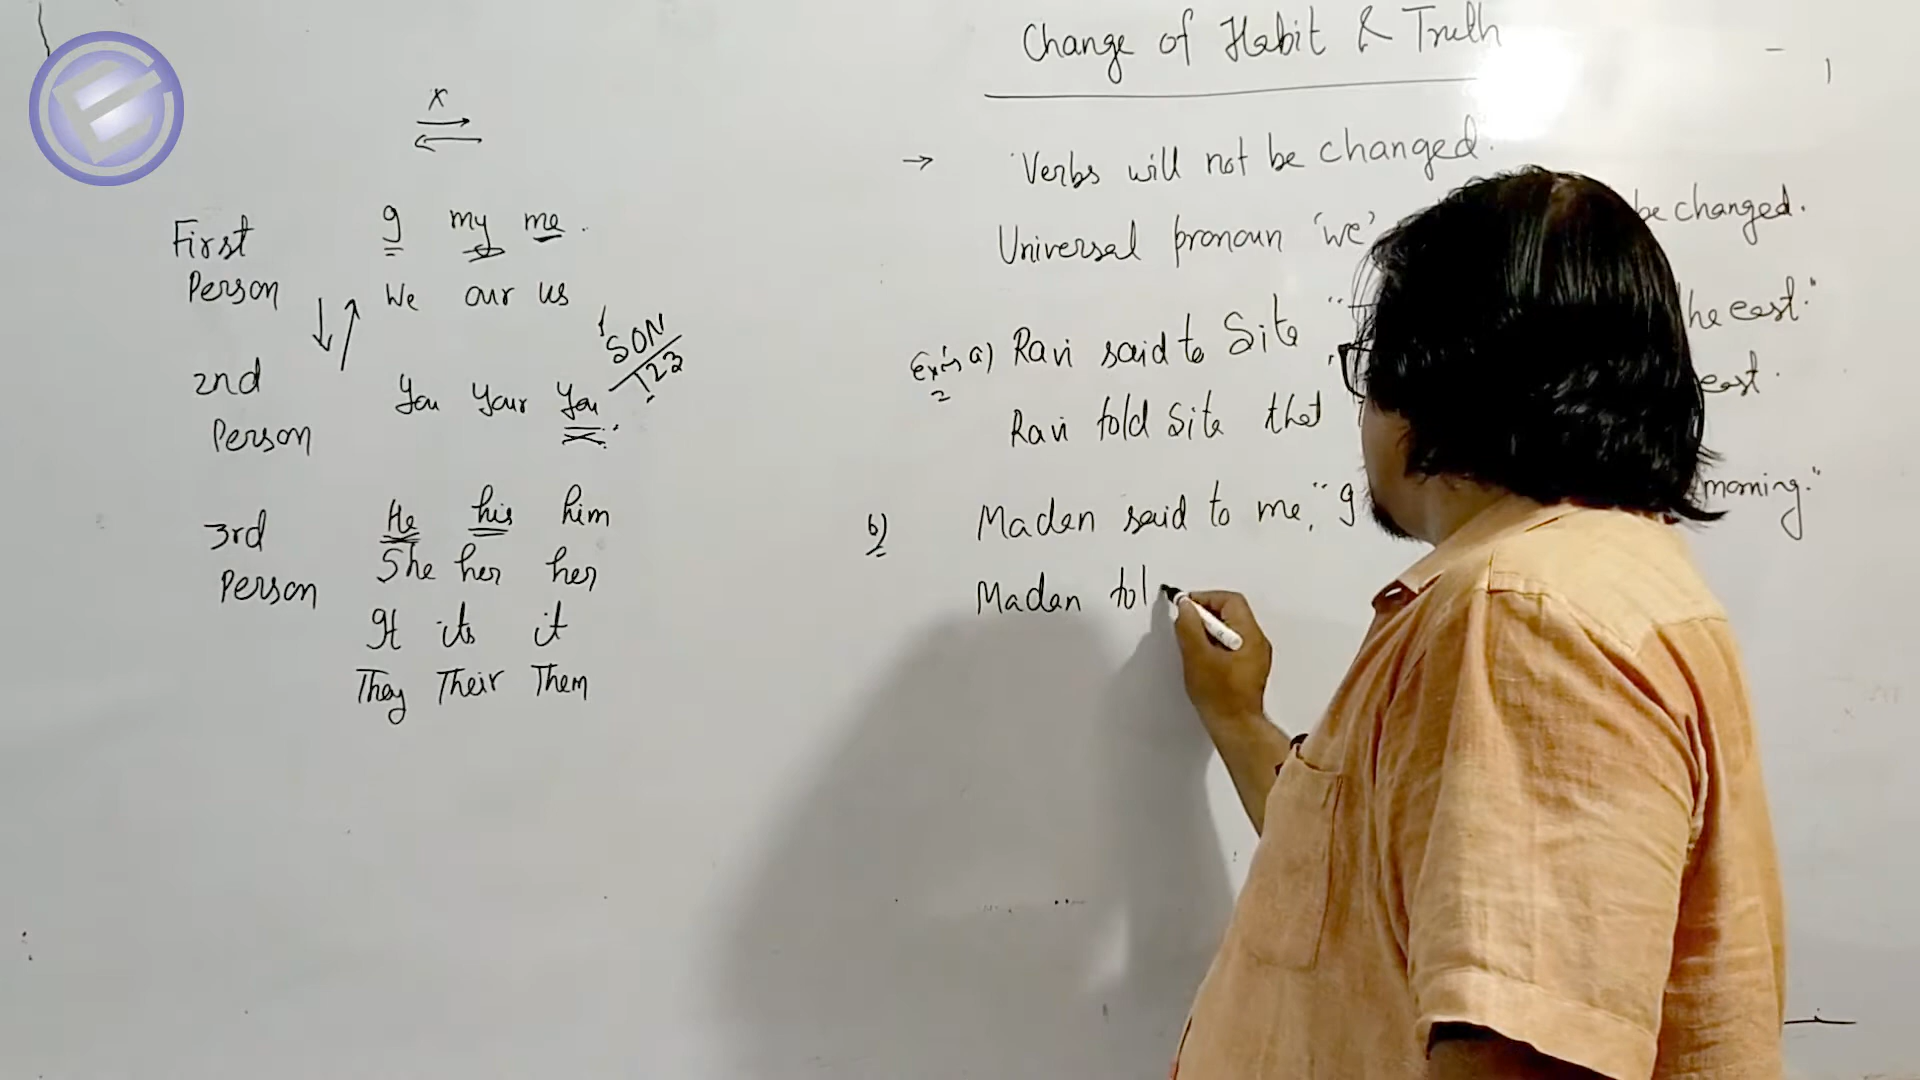 x
First Person
I my me.
We our us
2nd Person
You Your You
SON
123
3rd Person
He his him
She her her
It its it
They Their Them
Change of Habit & Truth
→ Verbs will not be changed.
Universal pronoun 'we' be changed.
Ex:s a) Ravi said to Sita " the east."
Ravi told Sita that east.
b) Madan said to me, "I morning."
Madan tol